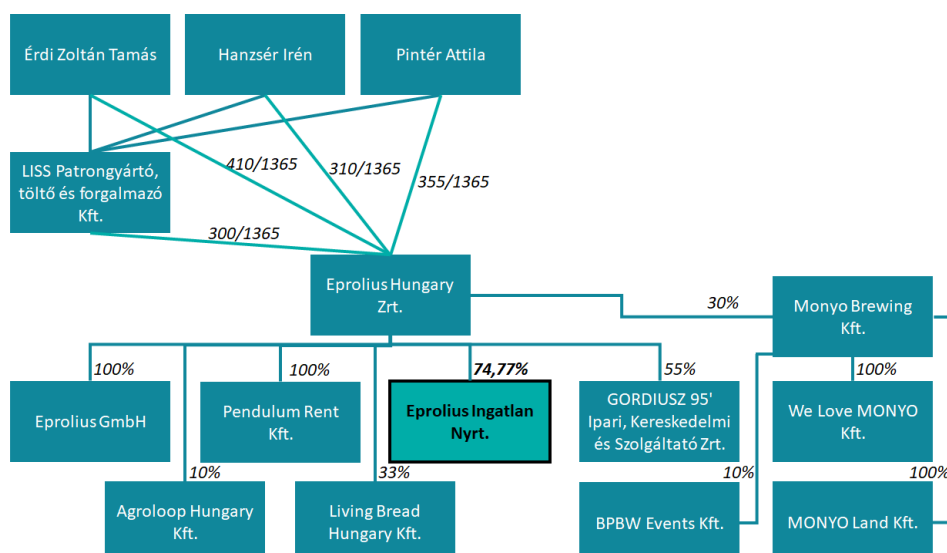 Érdi Zoltán Tamás
Hanzsér Irén
Pintér Attila
LISS Patrongyártó,
töltő és forgalmazó
Kft.
410/1365
310/1365
355/1365
300/1365
Eprolius Hungary
Zrt.
30%
Monyo Brewing
Kft.
100%
100%
74,77%
55%
100%
Eprolius GmbH
Pendulum Rent
Kft.
Eprolius Ingatlan
Nyrt.
GORDIUSZ 95'
Ipari, Kereskedelmi
és Szolgáltató Zrt.
We Love MONYO
Kft.
10%
33%
10%
100%
Agroloop Hungary
Kft.
Living Bread
Hungary Kft.
BPBW Events Kft.
MONYO Land Kft.